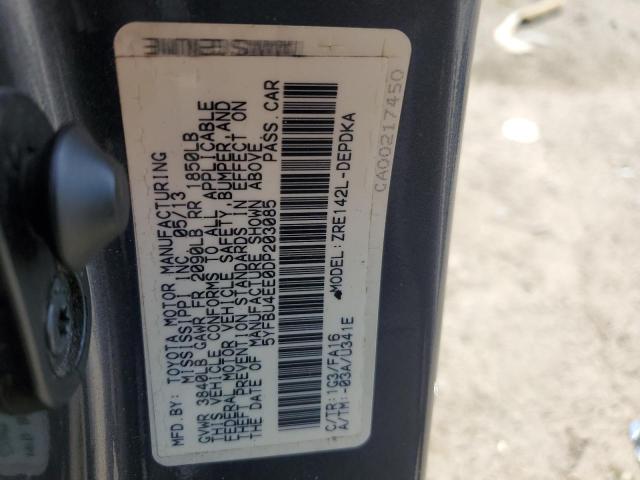 MFD. BY: TOYOTA MOTOR MANUFACTURING
MISSISSIPPI INC 05/13
GVWR 3840LB GAWR FR 2090LB RR 1850LB
THIS VEHICLE CONFORMS TO ALL APPLICABLE
FEDERAL MOTOR VEHICLE SAFETY, BUMPER AND
THEFT PREVENTION STANDARDS IN EFFECT ON
THE DATE OF MANUFACTURE SHOWN ABOVE
5YFBU4EE0DP203085 PASS.CAR
C/TR:1G3/FA16 MODEL:ZRE142L-DEPDKA
A/TM:-03A/U341E
CA00217450